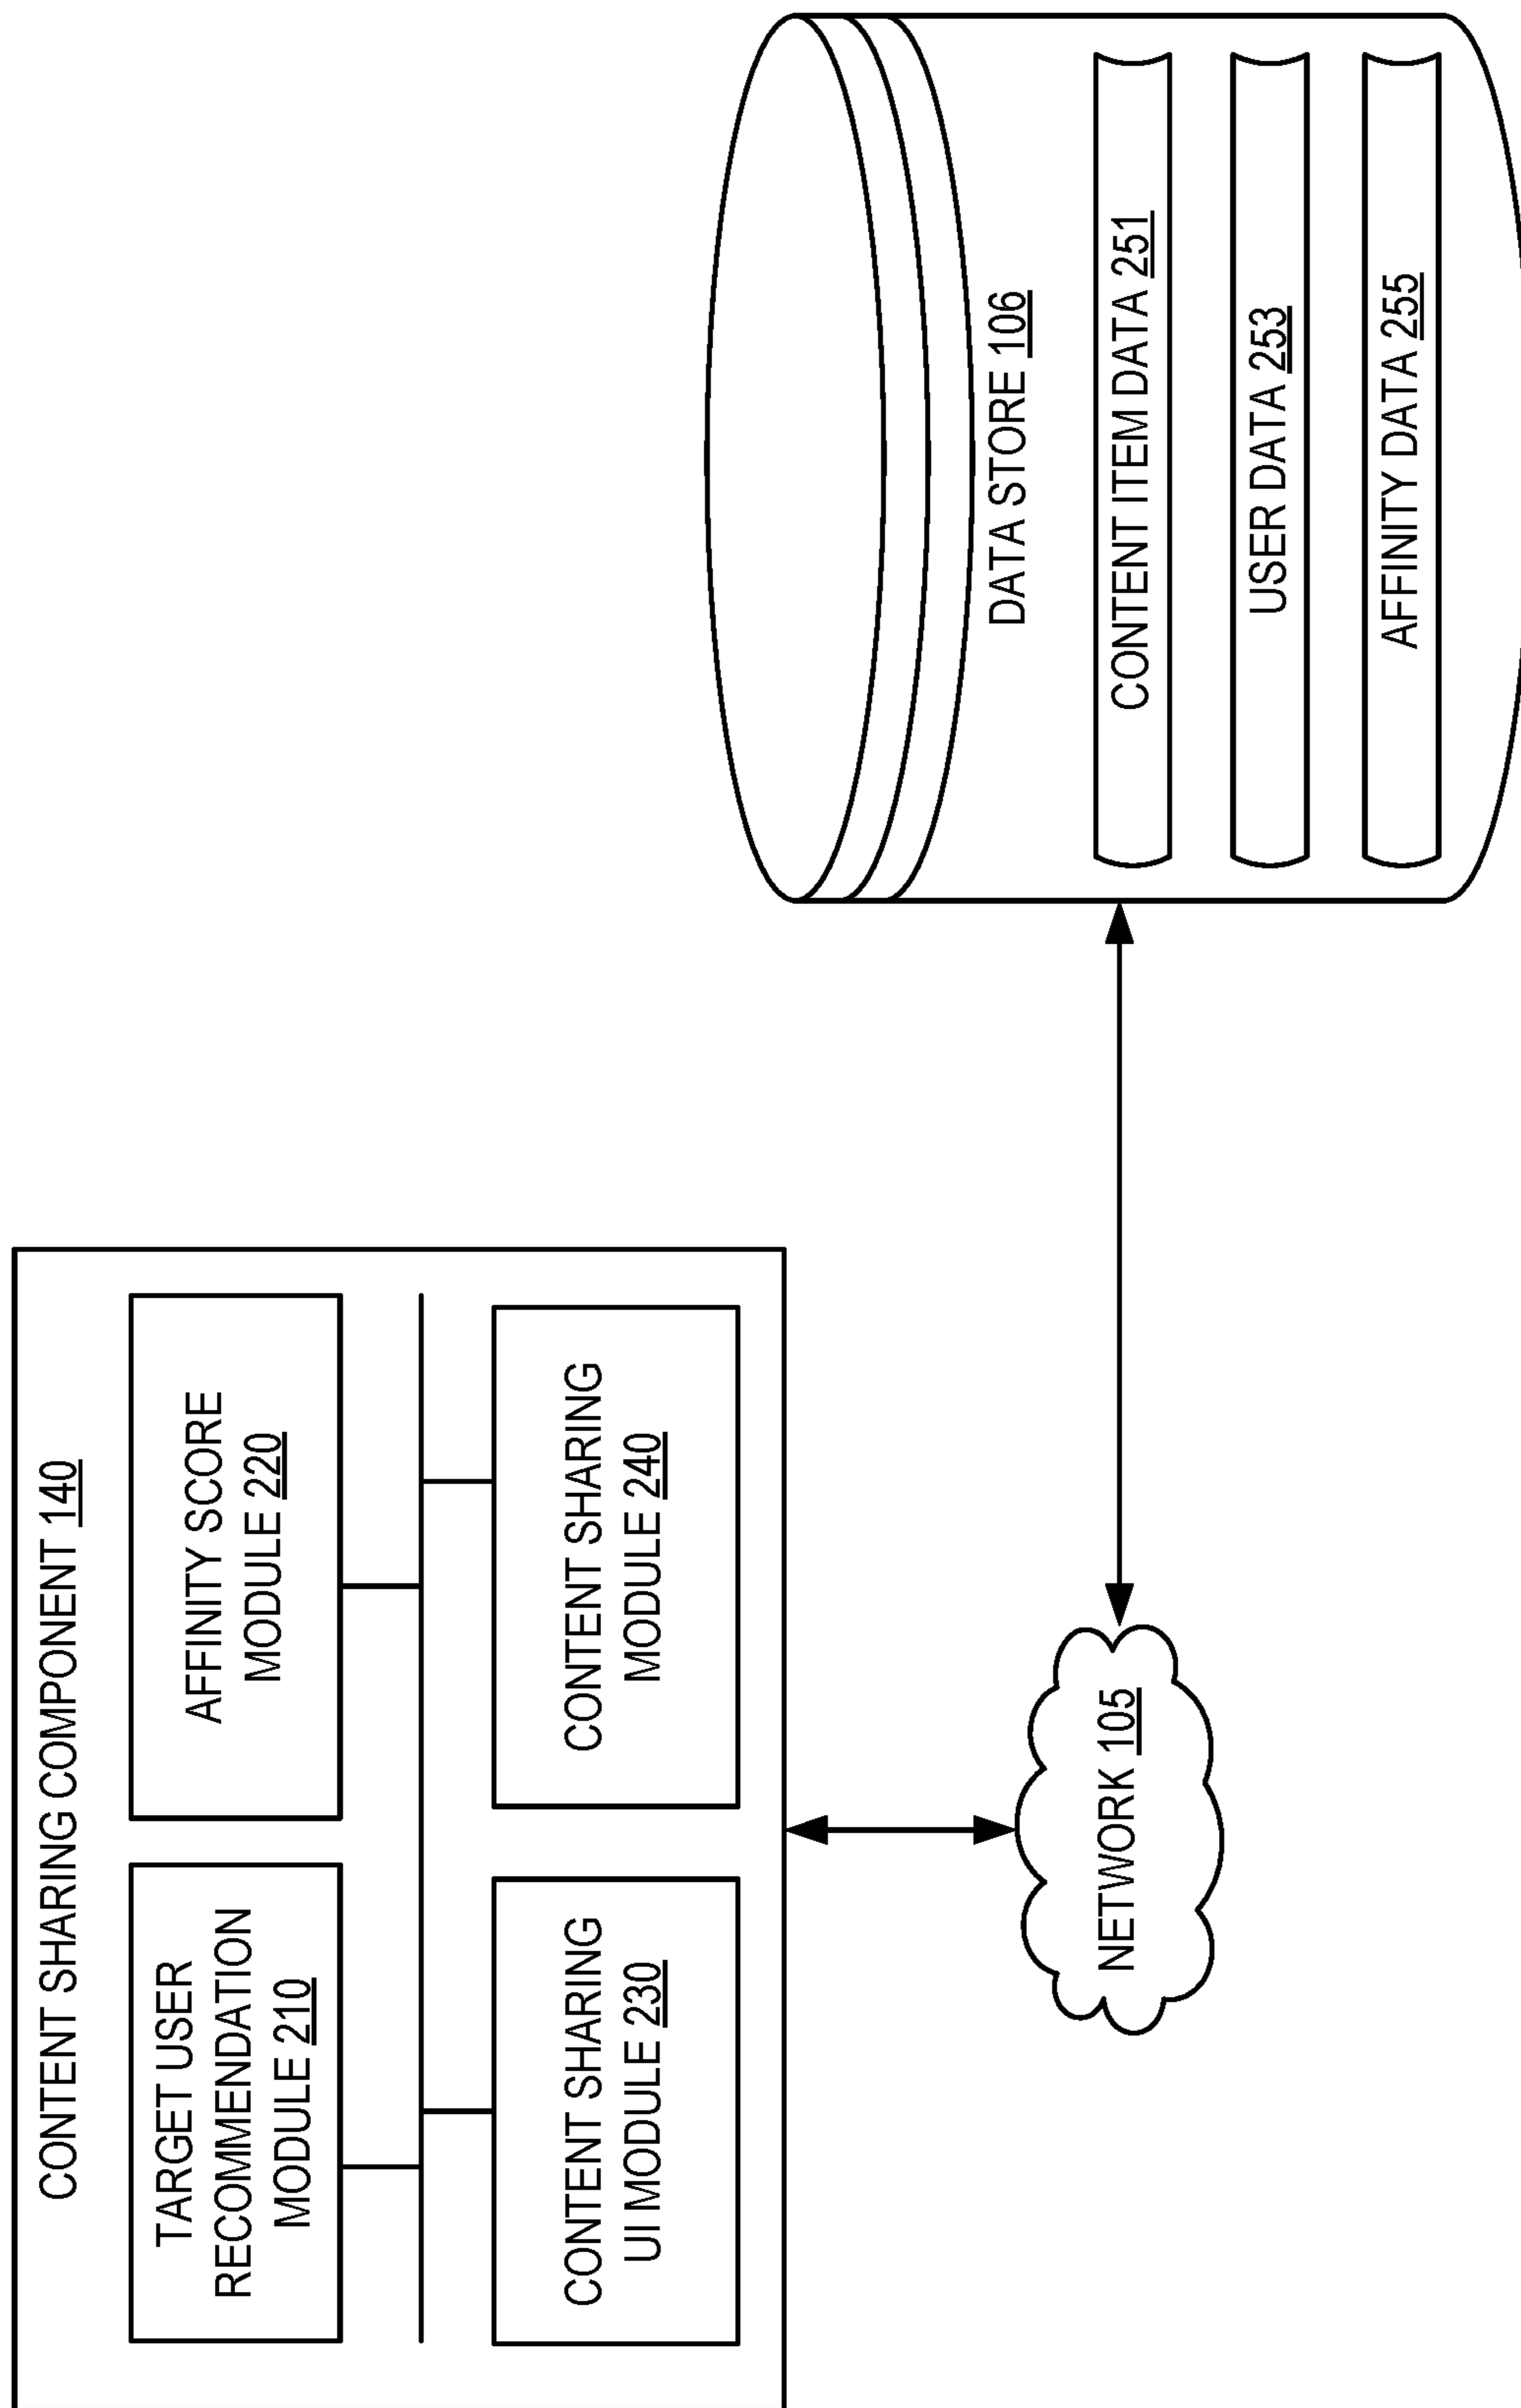 CONTENT SHARING COMPONENT 140
TARGET USER
RECOMMENDATION
MODULE 210
AFFINITY SCORE
MODULE 220
CONTENT SHARING
UI MODULE 230
CONTENT SHARING
MODULE 240
NETWORK 105
DATA STORE 106
CONTENT ITEM DATA 251
USER DATA 253
AFFINITY DATA 255